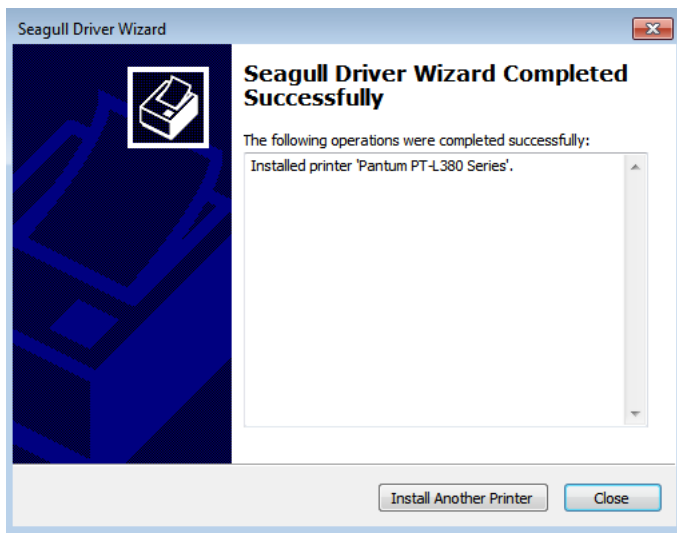 Seagull Driver Wizard
Seagull Driver Wizard Completed
Successfully
The following operations were completed successfully:
Installed printer 'Pantum PT-L380 Series'.
Install Another Printer
Close